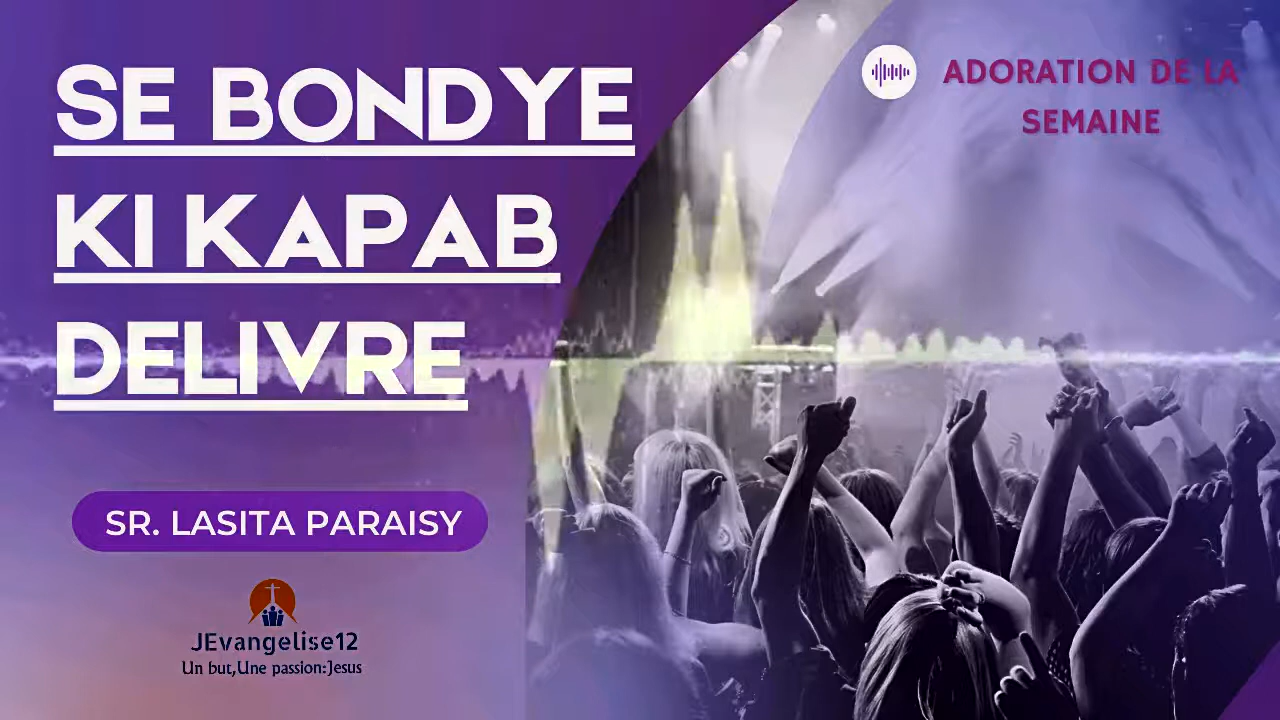 SE BONDYE
KI KAPAB
DELIVRE
ADORATION DE LA
SEMAINE
SR. LASITA PARAISY
JEvangelise12
Un but,Une passion:Jesus